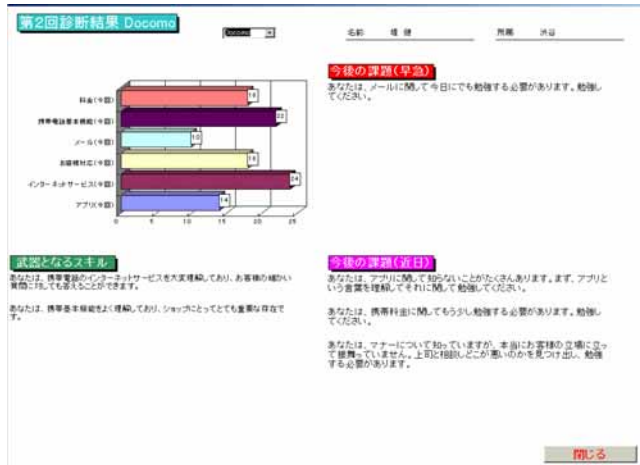 第2回診断結果 Docomo
Docomo
名前
所属 渋谷
料金(今回)
18
携帯電話基本機能(今回)
22
メール(今回)
10
お客様対応(今回)
18
インターネットサービス(今回)
24
アプリ(今回)
14
0 5 10 15 20 25
今後の課題(早急)
あなたは、メールに関して今日にでも勉強する必要があります。勉強し
てください。
武器となるスキル
あなたは、携帯電話のインターネットサービスを大変理解しており、お客様の細かい
質問に対しても答えることができます。
あなたは、携帯基本機能をよく理解しており、ショップにとってとても重要な存在で
す。
今後の課題(近日)
あなたは、アプリに関して知らないことがたくさんあります。まず、アプリと
いう言葉を理解してそれに関して勉強してください。
あなたは、携帯料金に関してもう少し勉強する必要があります。勉強し
てください。
あなたは、マナーについて知っていますが、本当にお客様の立場に立っ
て接舞っていません。上司と相談しどこが悪いのかを見つけ出し、勉強
する必要があります。
閉じる